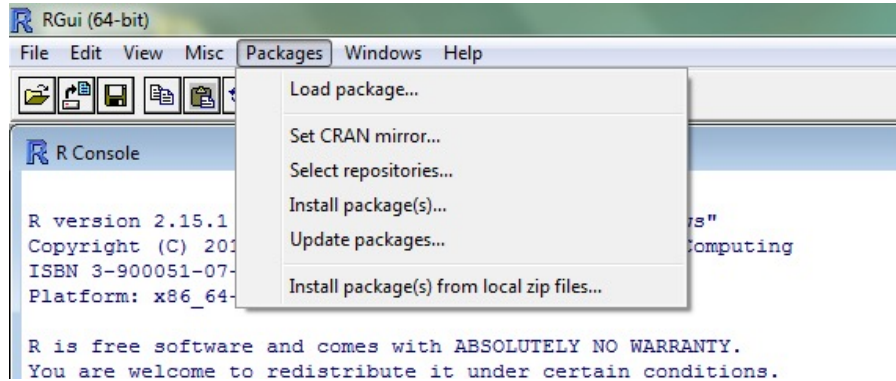 RGui (64-bit)
File Edit View Misc Packages Windows Help
Load package...
Set CRAN mirror...
Select repositories...
Install package(s)...
Update packages...
Install package(s) from local zip files...
R Console
R version 2.15.1
Copyright (C) Computing
ISBN 3-900051-07-
Platform: x86_64-
R is free software and comes with ABSOLUTELY NO WARRANTY.
You are welcome to redistribute it under certain conditions.